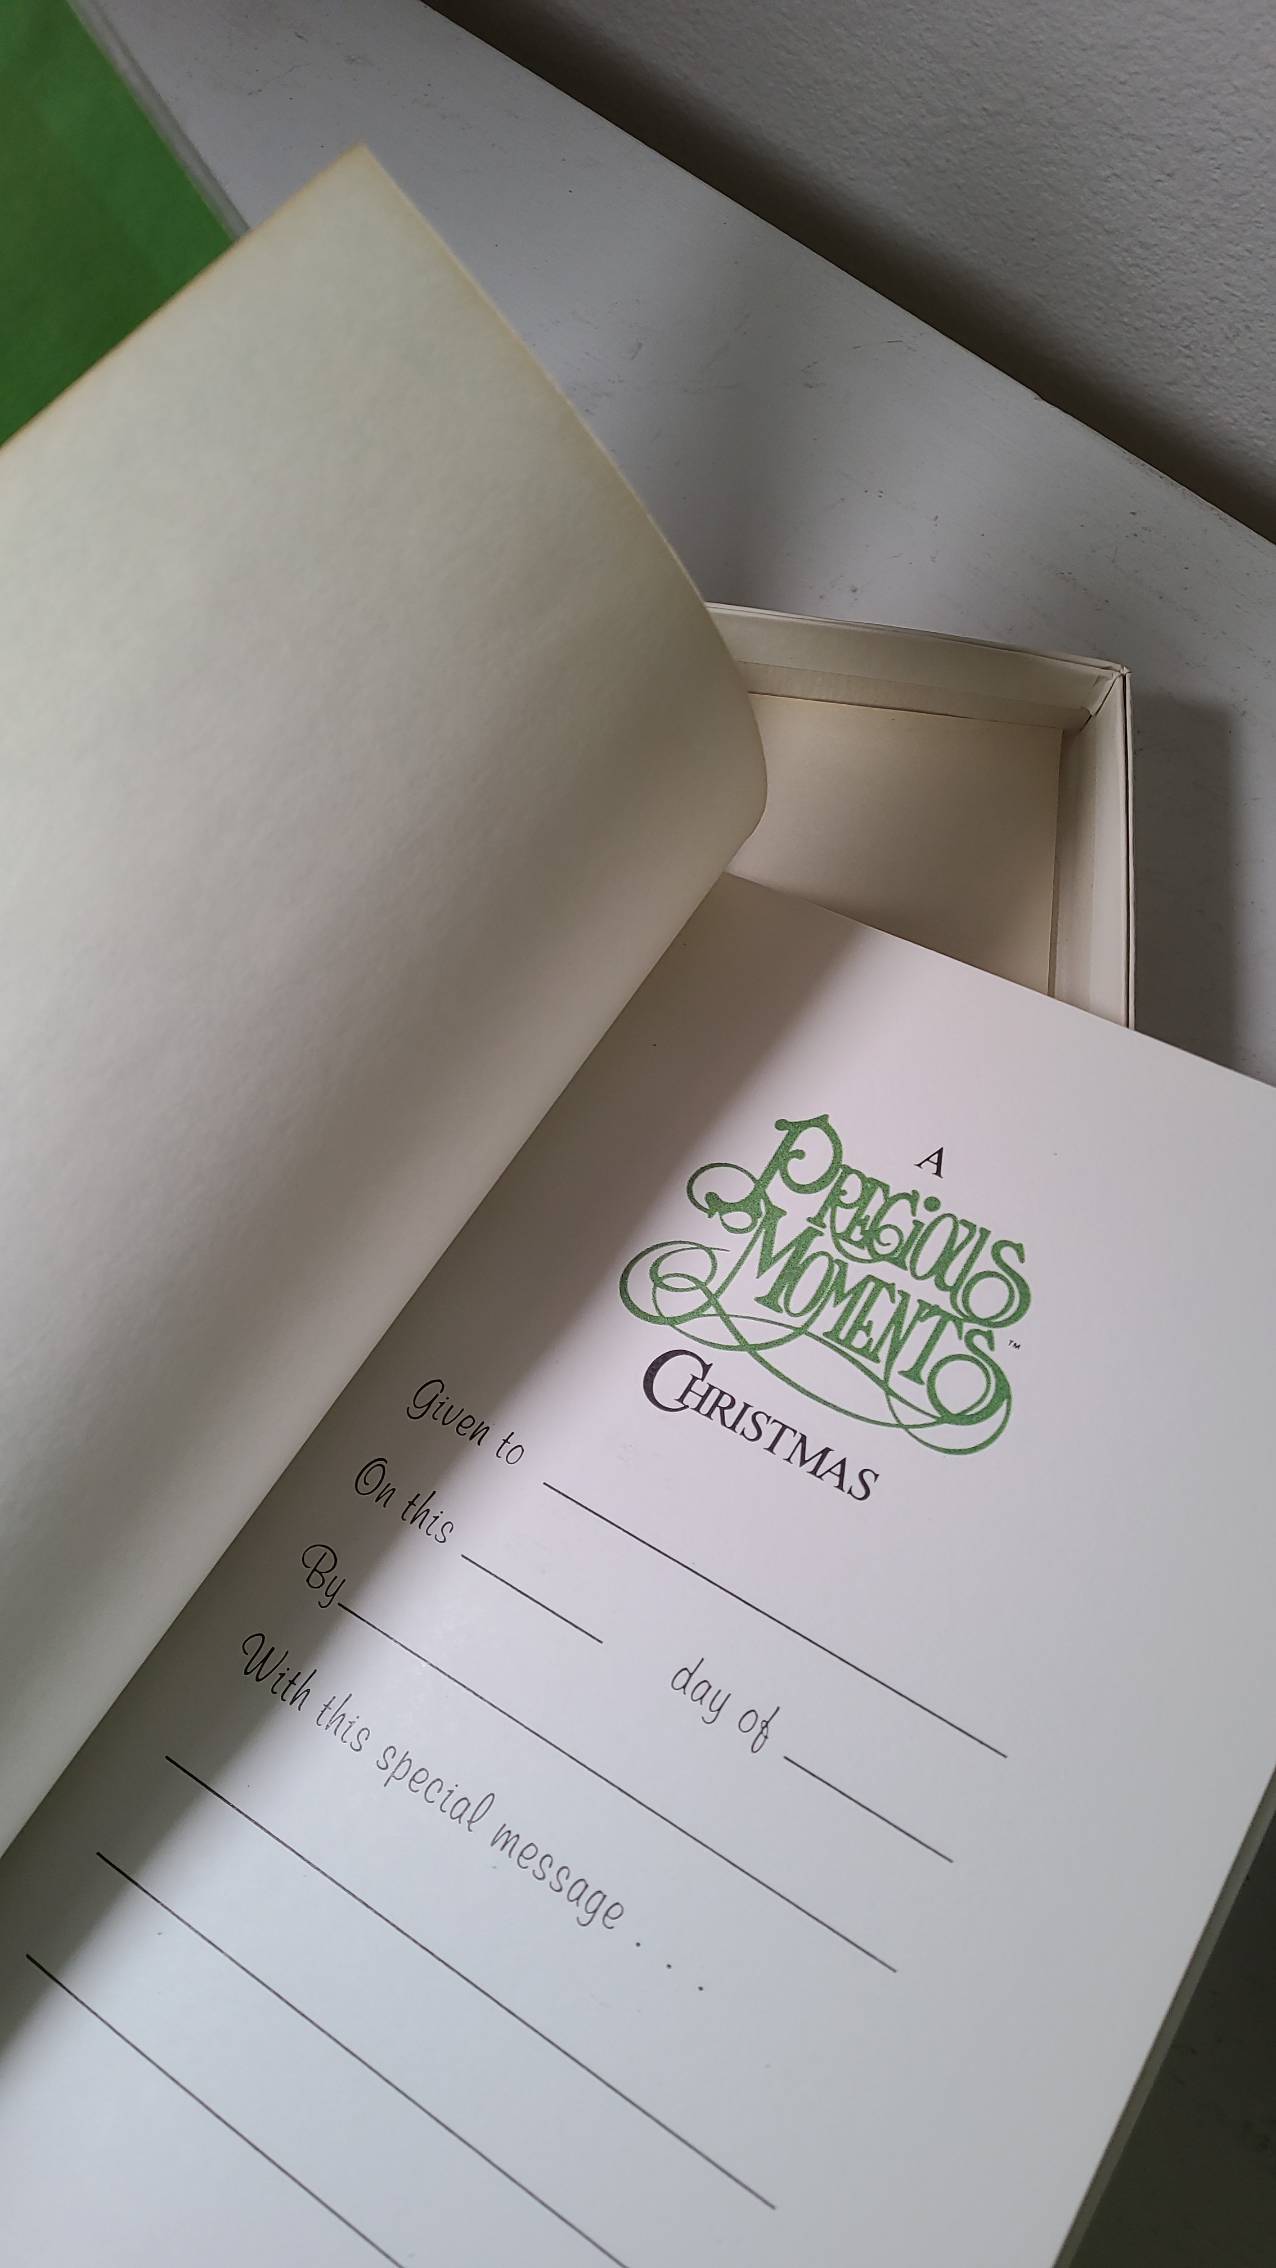 A
PRECIOUS
MOMENTS™
CHRISTMAS
Given to
On this day of
By
With this special message . . .